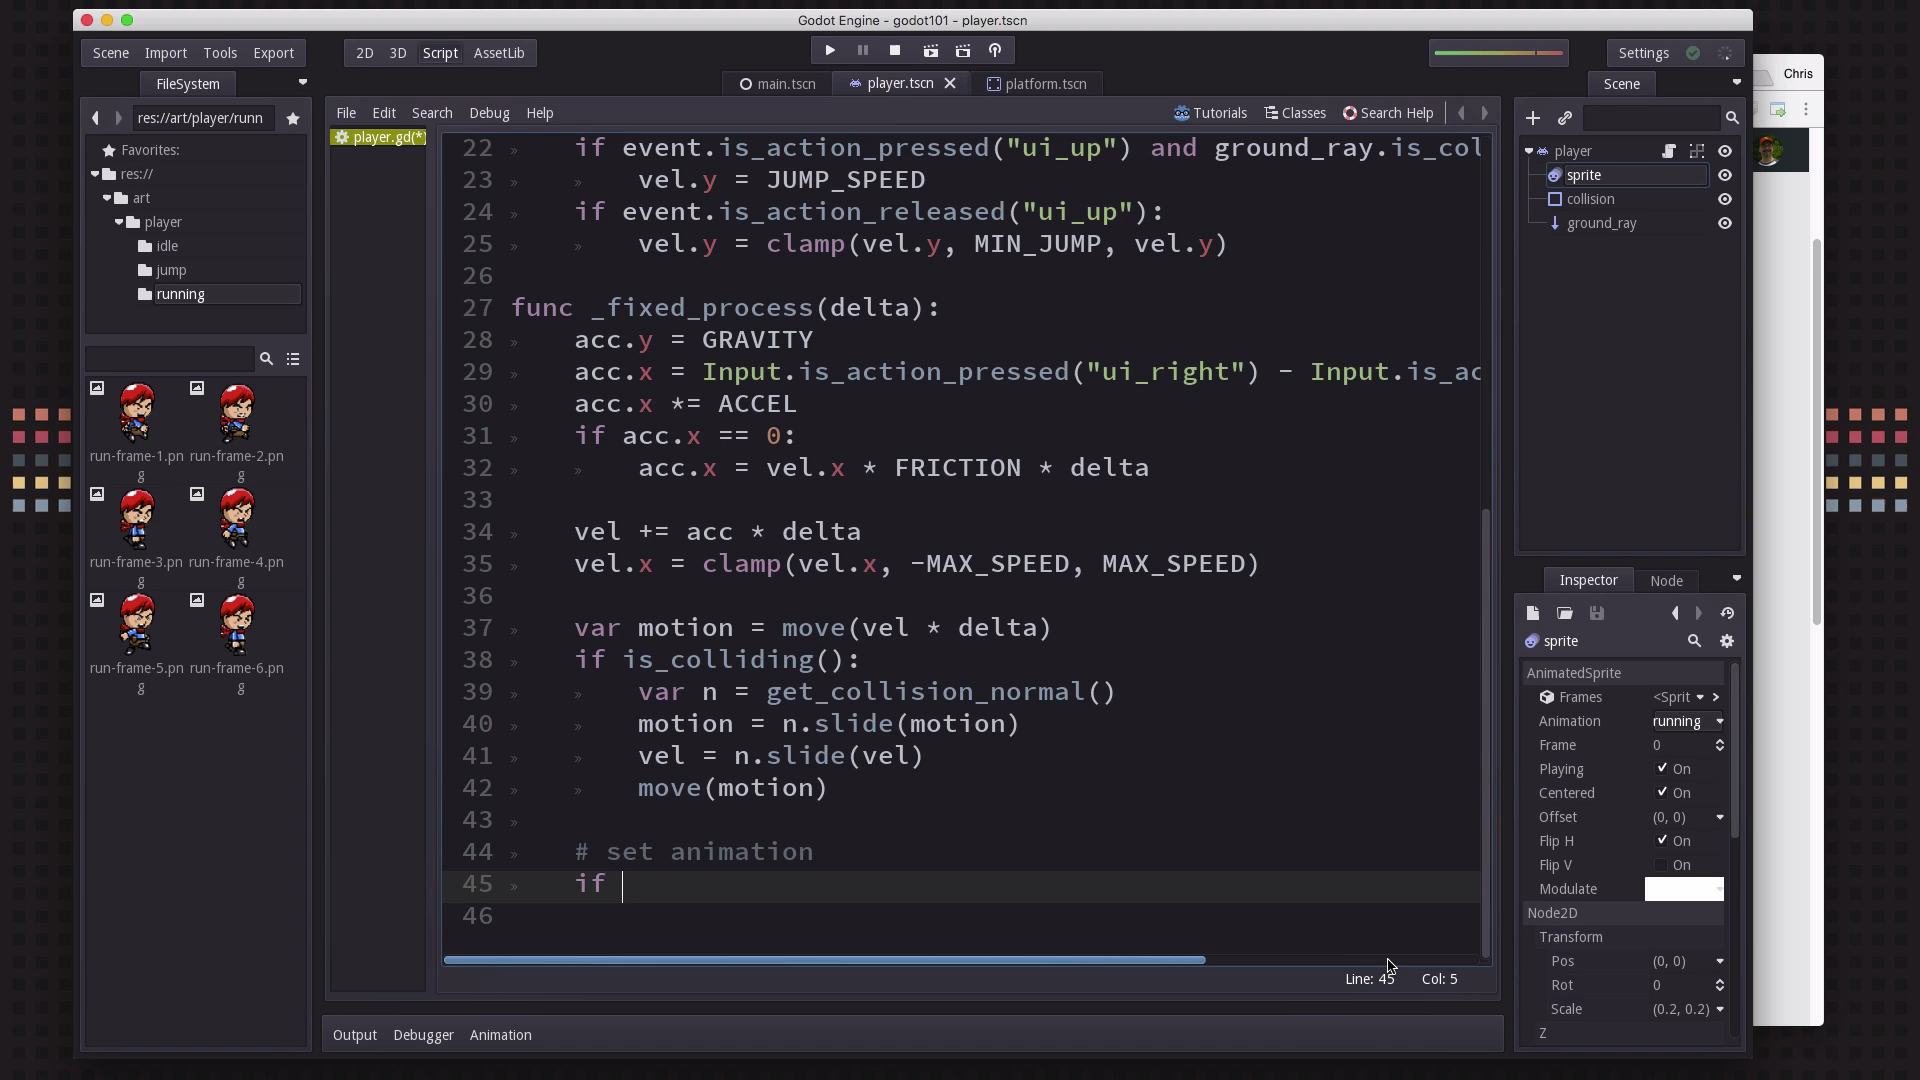 Godot Engine - godot101 - player.tscn
Scene Import Tools Export
2D 3D Script AssetLib
Settings
FileSystem
main.tscn player.tscn platform.tscn
Scene
Chris
res://art/player/runn
File Edit Search Debug Help
Tutorials Classes Search Help
player.gd(*)
Favorites:
res://
art
player
idle
jump
running
run-frame-1.pn
g
run-frame-2.pn
g
run-frame-3.pn
g
run-frame-4.pn
g
run-frame-5.pn
g
run-frame-6.pn
g
22 » if event.is_action_pressed("ui_up") and ground_ray.is_col
23 » » vel.y = JUMP_SPEED
24 » if event.is_action_released("ui_up"):
25 » » vel.y = clamp(vel.y, MIN_JUMP, vel.y)
26
27 func _fixed_process(delta):
28 » acc.y = GRAVITY
29 » acc.x = Input.is_action_pressed("ui_right") - Input.is_ac
30 » acc.x *= ACCEL
31 » if acc.x == 0:
32 » » acc.x = vel.x * FRICTION * delta
33
34 » vel += acc * delta
35 » vel.x = clamp(vel.x, -MAX_SPEED, MAX_SPEED)
36
37 » var motion = move(vel * delta)
38 » if is_colliding():
39 » » var n = get_collision_normal()
40 » » motion = n.slide(motion)
41 » » vel = n.slide(vel)
42 » » move(motion)
43 »
44 » # set animation
45 » if
46
Line: 45 Col: 5
Output Debugger Animation
player
sprite
collision
ground_ray
Inspector Node
sprite
AnimatedSprite
Frames <Sprit
Animation running
Frame 0
Playing On
Centered On
Offset (0, 0)
Flip H On
Flip V On
Modulate
Node2D
Transform
Pos (0, 0)
Rot 0
Scale (0.2, 0.2)
Z